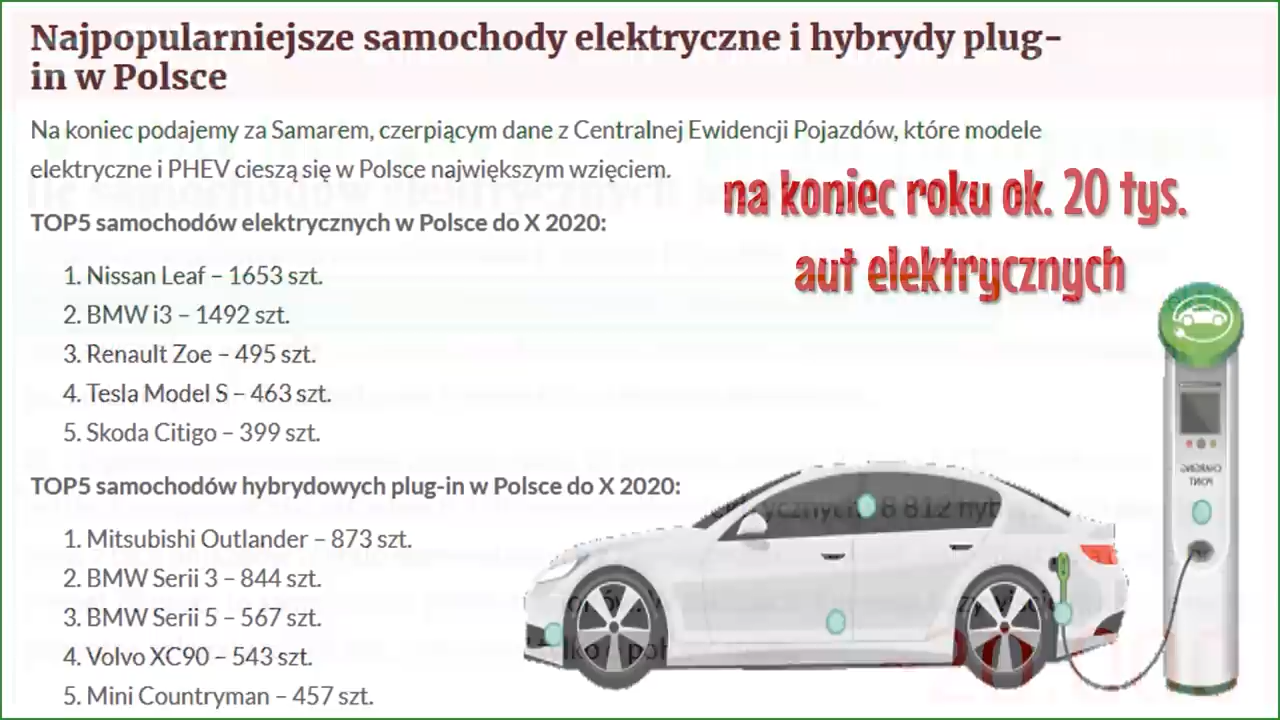 Najpopularniejsze samochody elektryczne i hybrydy plug-
in w Polsce
Na koniec podajemy za Samarem, czerpiącym dane z Centralnej Ewidencji Pojazdów, które modele
elektryczne i PHEV cieszą się w Polsce największym wzięciem.
na koniec roku ok. 20 tys.
aut elektrycznych
TOP5 samochodów elektrycznych w Polsce do X 2020:
1. Nissan Leaf – 1653 szt.
2. BMW i3 – 1492 szt.
3. Renault Zoe – 495 szt.
4. Tesla Model S – 463 szt.
5. Skoda Citigo – 399 szt.
TOP5 samochodów hybrydowych plug-in w Polsce do X 2020:
1. Mitsubishi Outlander – 873 szt.
2. BMW Serii 3 – 844 szt.
3. BMW Serii 5 – 567 szt.
4. Volvo XC90 – 543 szt.
5. Mini Countryman – 457 szt.
CHARGING
POINT